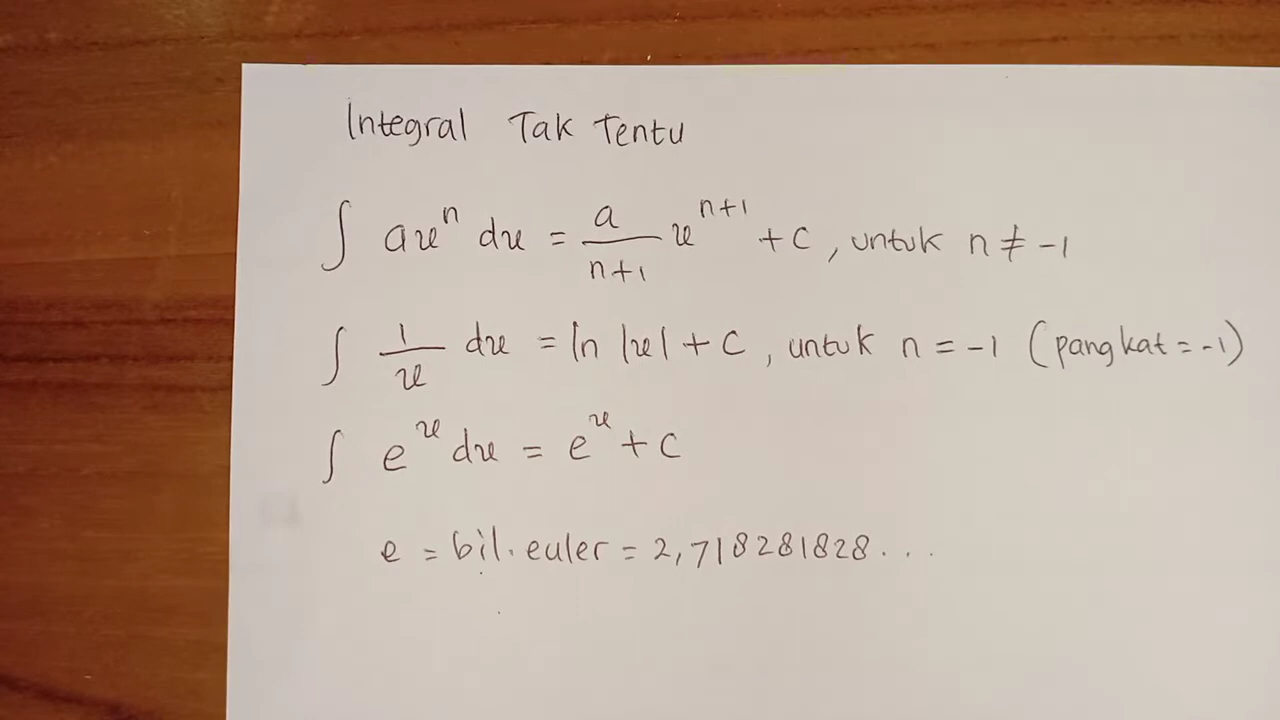 Integral Tak Tentu
∫ ax^n dx = a/(n+1) x^(n+1) + c, untuk n ≠ -1
∫ 1/x dx = ln |x| + c, untuk n = -1 (pangkat = -1)
∫ e^x dx = e^x + c
e = bil. euler = 2,718281828...